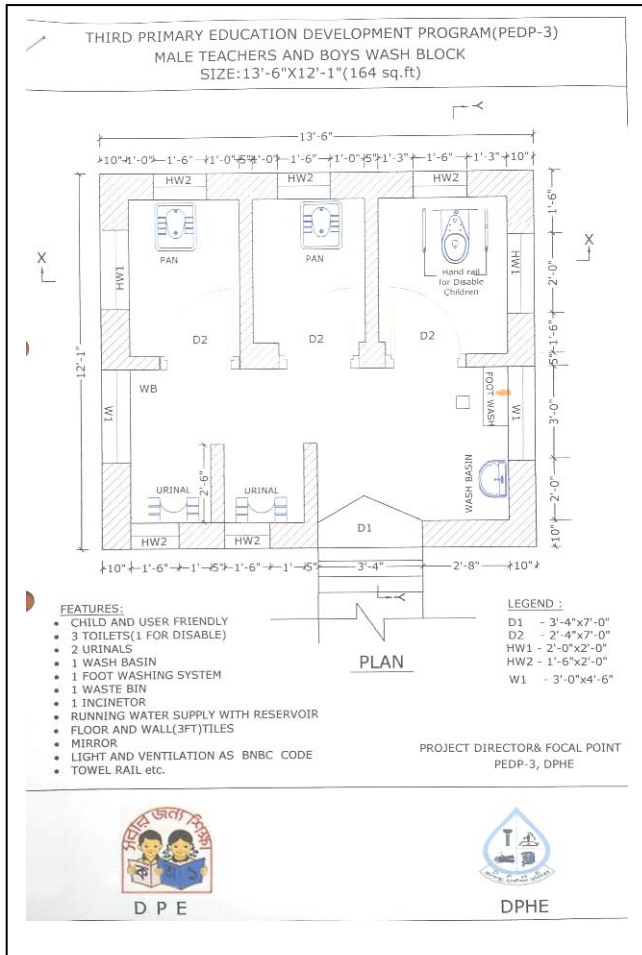 THIRD PRIMARY EDUCATION DEVELOPMENT PROGRAM(PEDP-3)
MALE TEACHERS AND BOYS WASH BLOCK
SIZE:13'-6"X12'-1"(164 sq.ft)
Y
13'-6"
10" 1'-0" 1'-6" 1'-0" 5" 1'-0" 1'-6" 1'-0" 5" 1'-3" 1'-6" 1'-3" 10"
HW2 HW2 HW2
1'-6"
X X
PAN PAN
Hand rail
for Disable
Children
HW1 HW1
2'-0"
D2 D2 D2
1'-6"
5"
12'-1"
WB
W1
FOOT WASH
W1
3'-0"
2'-6"
URINAL URINAL
WASH BASIN
2'-0"
D1
HW2 HW2
10"
10" 1'-6" 1' 5" 1'-6" 1' 5" 3'-4" 2'-8" 10"
Y
PLAN
FEATURES:
• CHILD AND USER FRIENDLY
• 3 TOILETS(1 FOR DISABLE)
• 2 URINALS
• 1 WASH BASIN
• 1 FOOT WASHING SYSTEM
• 1 WASTE BIN
• 1 INCINETOR
• RUNNING WATER SUPPLY WITH RESERVOIR
• FLOOR AND WALL(3FT)TILES
• MIRROR
• LIGHT AND VENTILATION AS BNBC CODE
• TOWEL RAIL etc.
LEGEND :
D1 - 3'-4"x7'-0"
D2 - 2'-4"x7'-0"
HW1 - 2'-0"x2'-0"
HW2 - 1'-6"x2'-0"
W1 - 3'-0"x4'-6"
PROJECT DIRECTOR& FOCAL POINT
PEDP-3, DPHE
সবার জন্য শিক্ষা
ক অ ১
D P E
DPHE